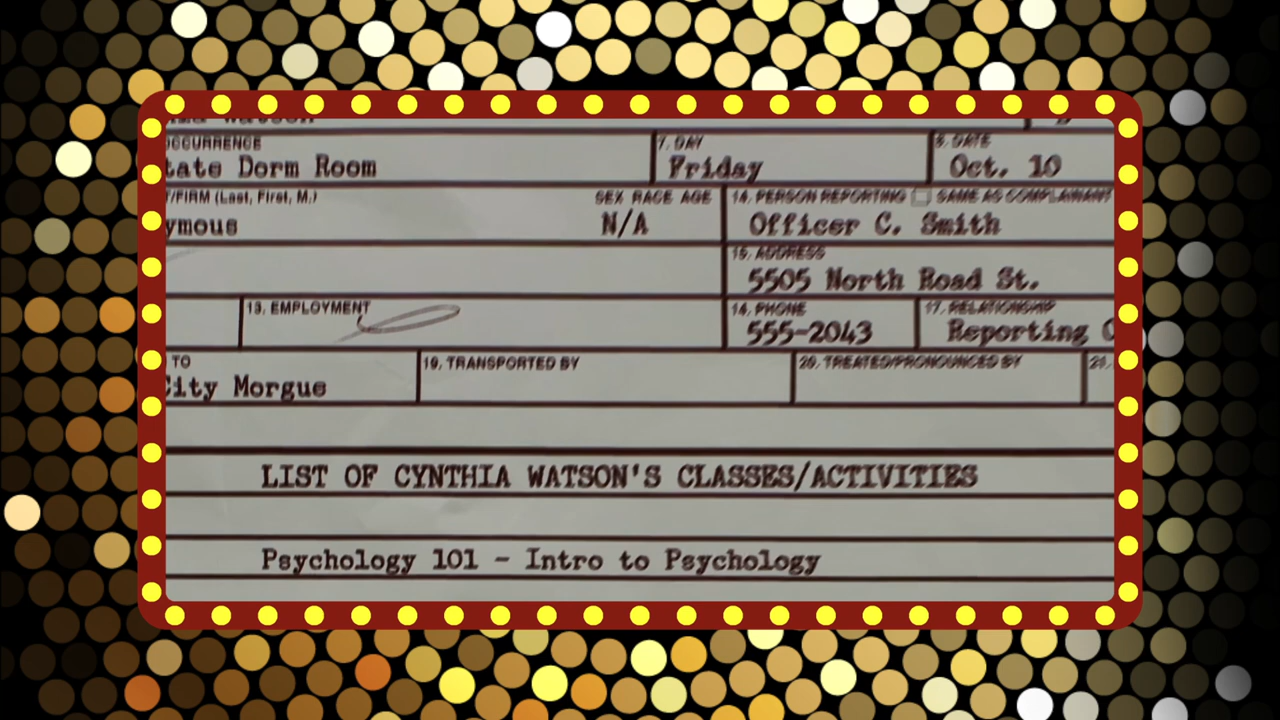 OCCURRENCE 7. DAY 8. DATE
tate Dorm Room Friday Oct. 10
/FIRM (Last, First, M.) SEX RACE AGE 14. PERSON REPORTING SAME AS COMPLAINANT
ymous N/A Officer C. Smith
15. ADDRESS
5505 North Road St.
13. EMPLOYMENT 16. PHONE 17. RELATIONSHIP
555-2043 Reporting
TO 19. TRANSPORTED BY 20. TREATED/PRONOUNCED BY 21.
City Morgue
LIST OF CYNTHIA WATSON'S CLASSES/ACTIVITIES
Psychology 101 - Intro to Psychology